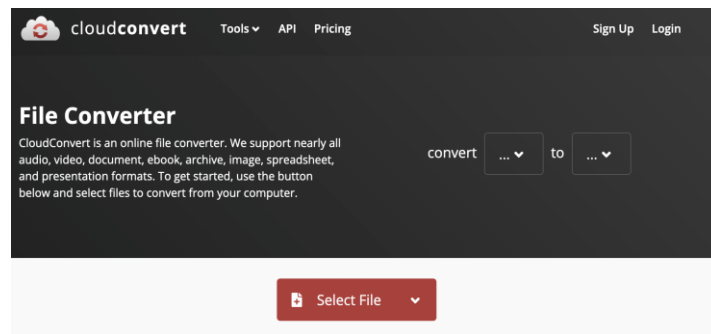 cloudconvert Tools API Pricing Sign Up Login
File Converter
CloudConvert is an online file converter. We support nearly all
audio, video, document, ebook, archive, image, spreadsheet,
and presentation formats. To get started, use the button
below and select files to convert from your computer.
convert ... to ...
Select File